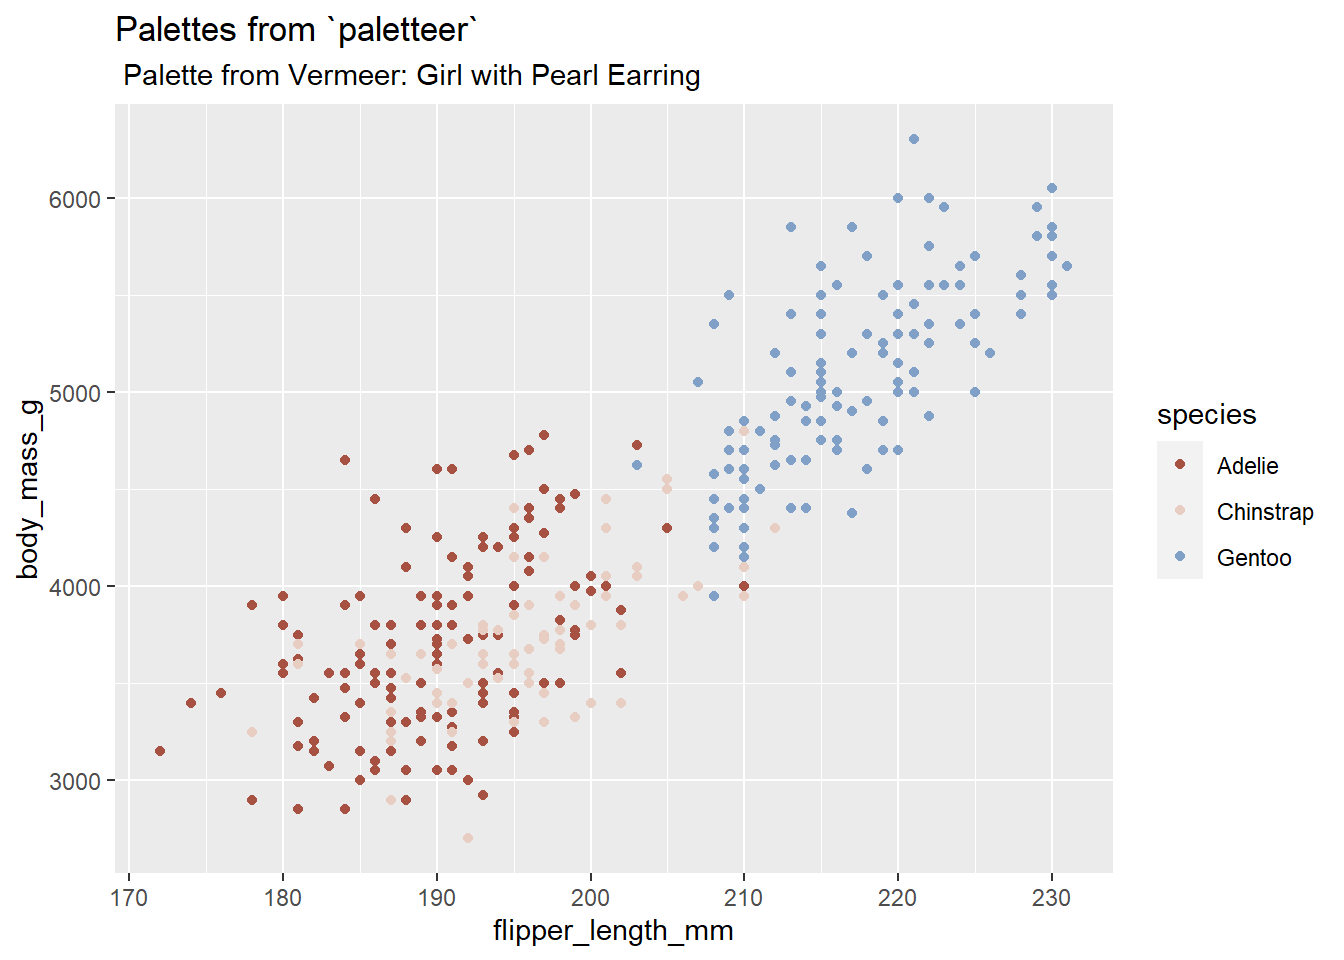 Palettes from `paletteer`
Palette from Vermeer: Girl with Pearl Earring
6000
5000
4000
3000
body_mass_g
170 180 190 200 210 220 230
flipper_length_mm
species
Adelie
Chinstrap
Gentoo